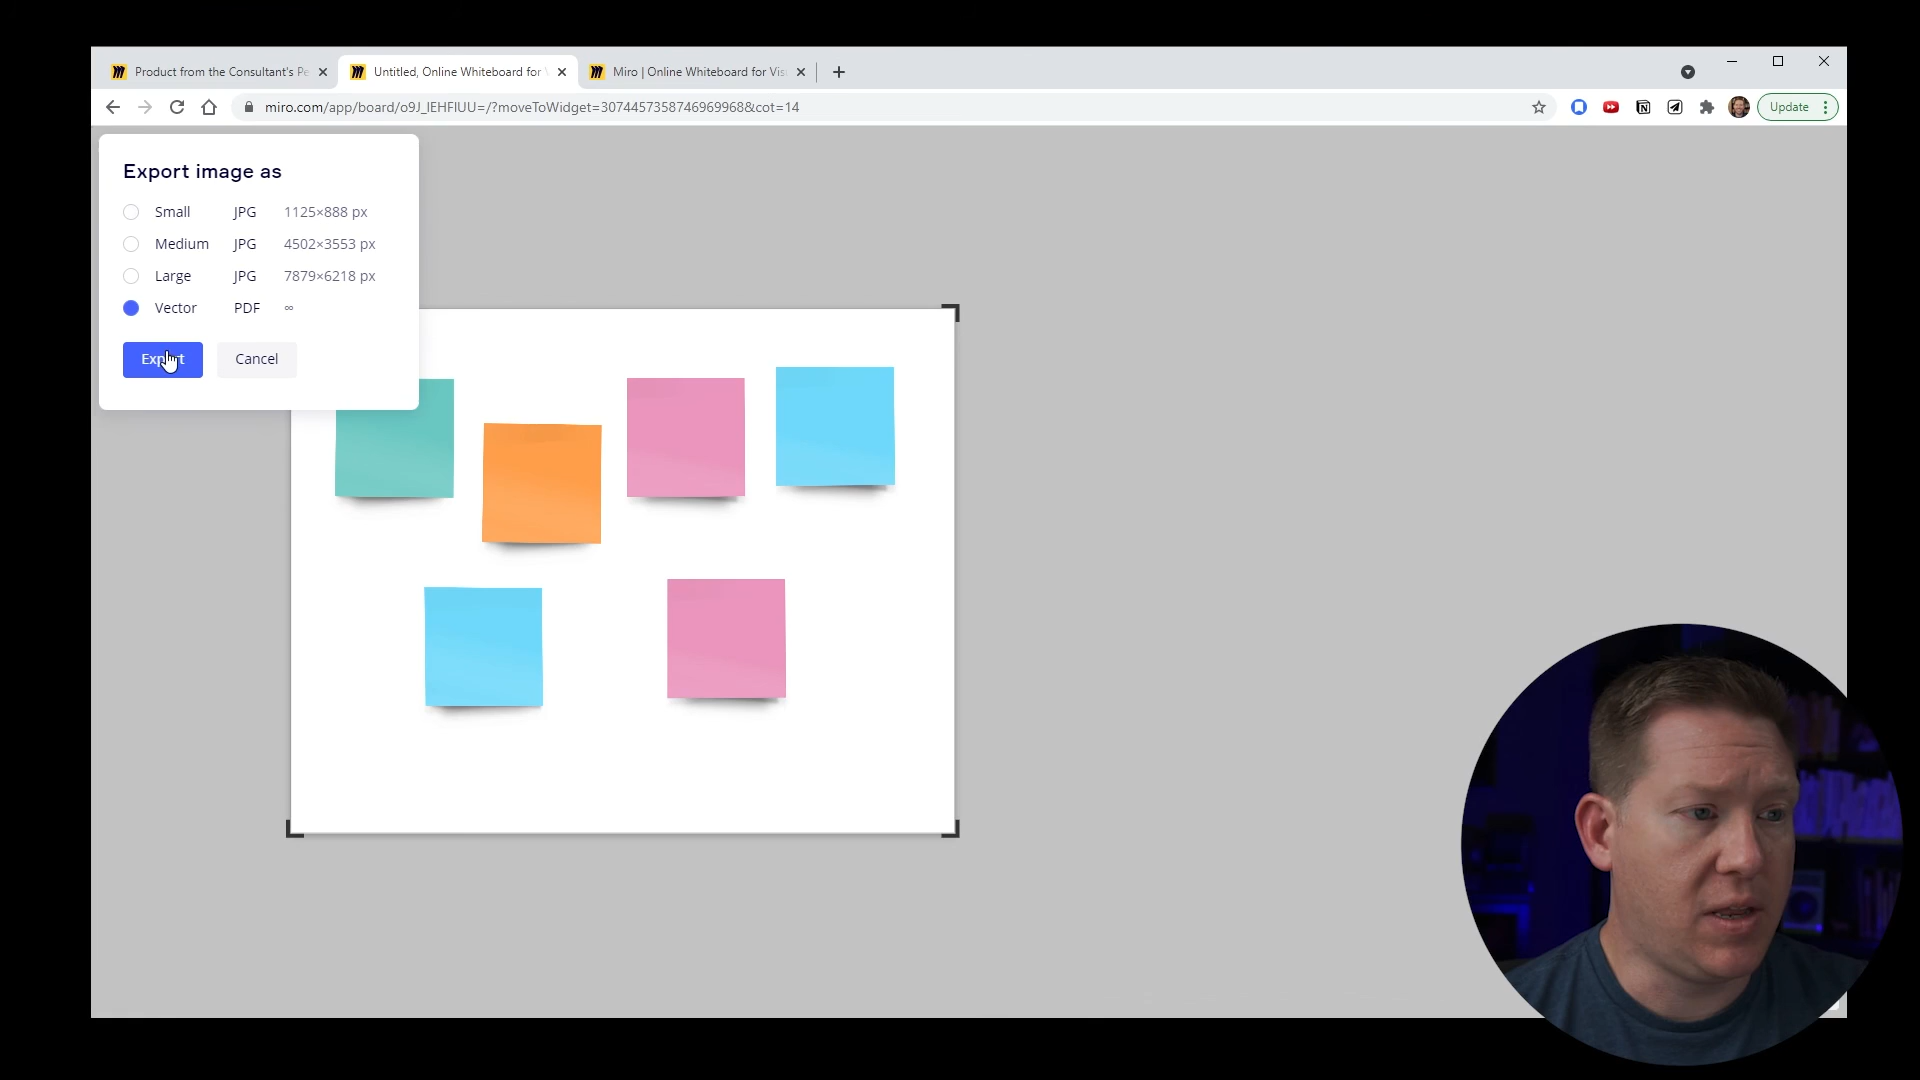 Product from the Consultant's Pe
Untitled, Online Whiteboard for
Miro | Online Whiteboard for Vis
miro.com/app/board/o9J_lEHFIUU=/?moveToWidget=3074457358746969968&cot=14
Update
Export image as
Small JPG 1125×888 px
Medium JPG 4502×3553 px
Large JPG 7879×6218 px
Vector PDF ∞
Export Cancel